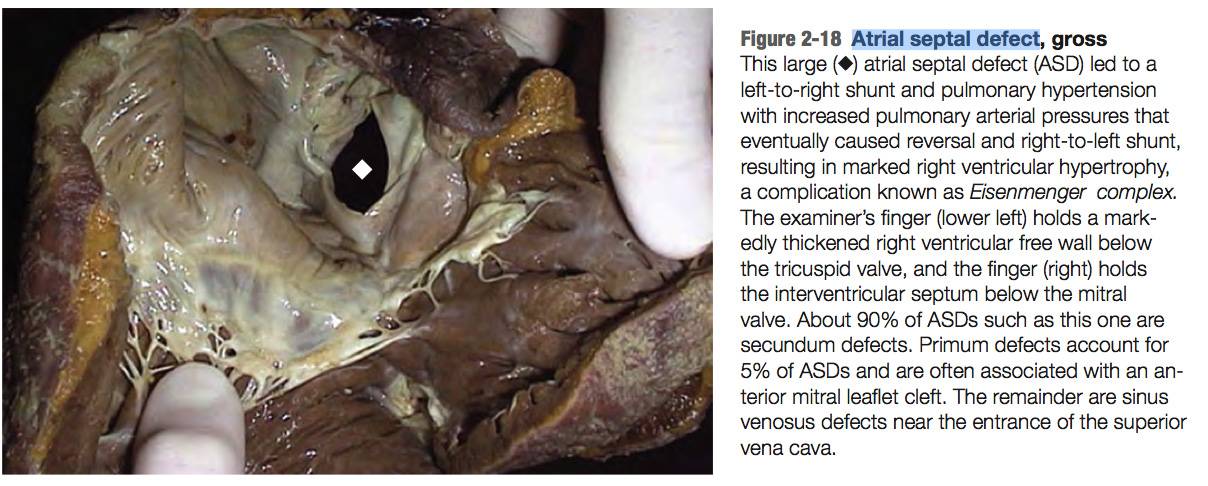 Figure 2-18 Atrial septal defect, gross
This large (◆) atrial septal defect (ASD) led to a
left-to-right shunt and pulmonary hypertension
with increased pulmonary arterial pressures that
eventually caused reversal and right-to-left shunt,
resulting in marked right ventricular hypertrophy,
a complication known as Eisenmenger complex.
The examiner's finger (lower left) holds a mark-
edly thickened right ventricular free wall below
the tricuspid valve, and the finger (right) holds
the interventricular septum below the mitral
valve. About 90% of ASDs such as this one are
secundum defects. Primum defects account for
5% of ASDs and are often associated with an an-
terior mitral leaflet cleft. The remainder are sinus
venosus defects near the entrance of the superior
vena cava.